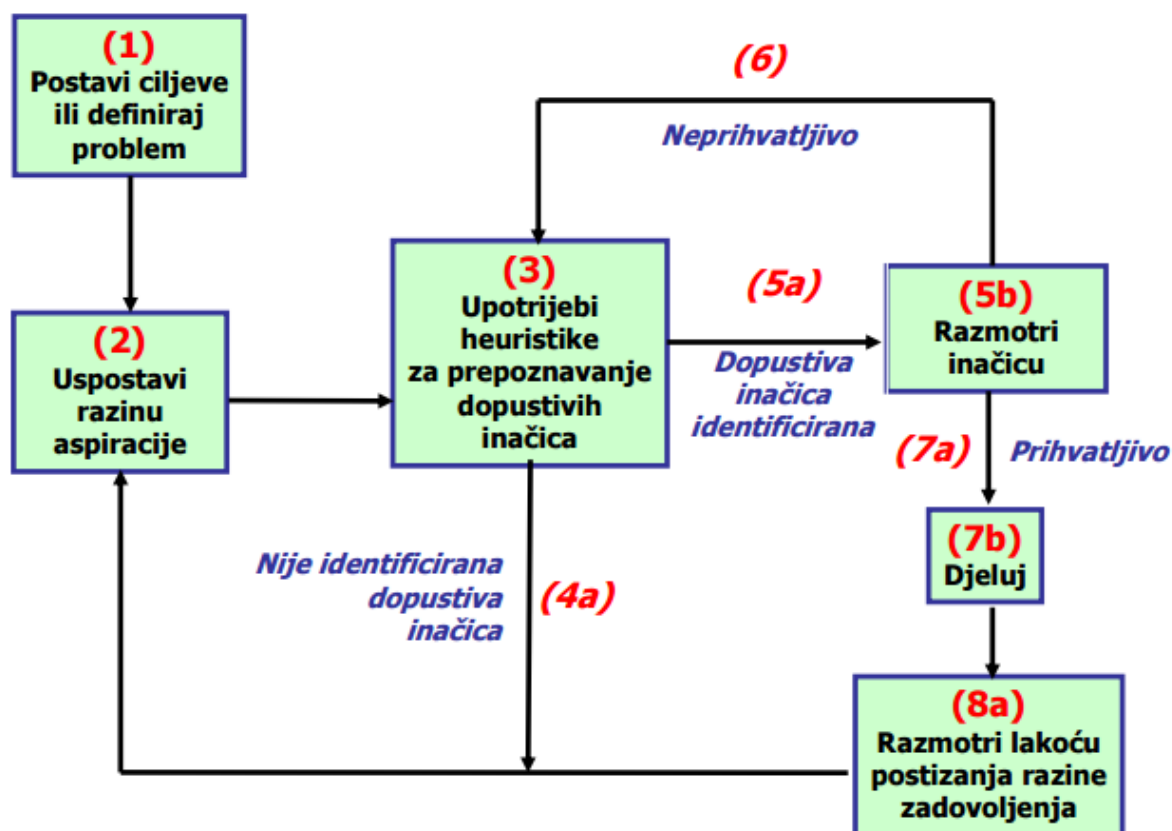 (1)
Postavi ciljeve
ili definiraj
problem
(2)
Uspostavi
razinu
aspiracije
(3)
Upotrijebi
heuristike
za prepoznavanje
dopustivih
inačica
Nije identificirana
dopustiva
inačica
(4a)
(5a)
Dopustiva
inačica
identificirana
(5b)
Razmotri
inačicu
(6)
Neprihvatljivo
(7a)
Prihvatljivo
(7b)
Djeluj
(8a)
Razmotri lakoću
postizanja razine
zadovoljenja